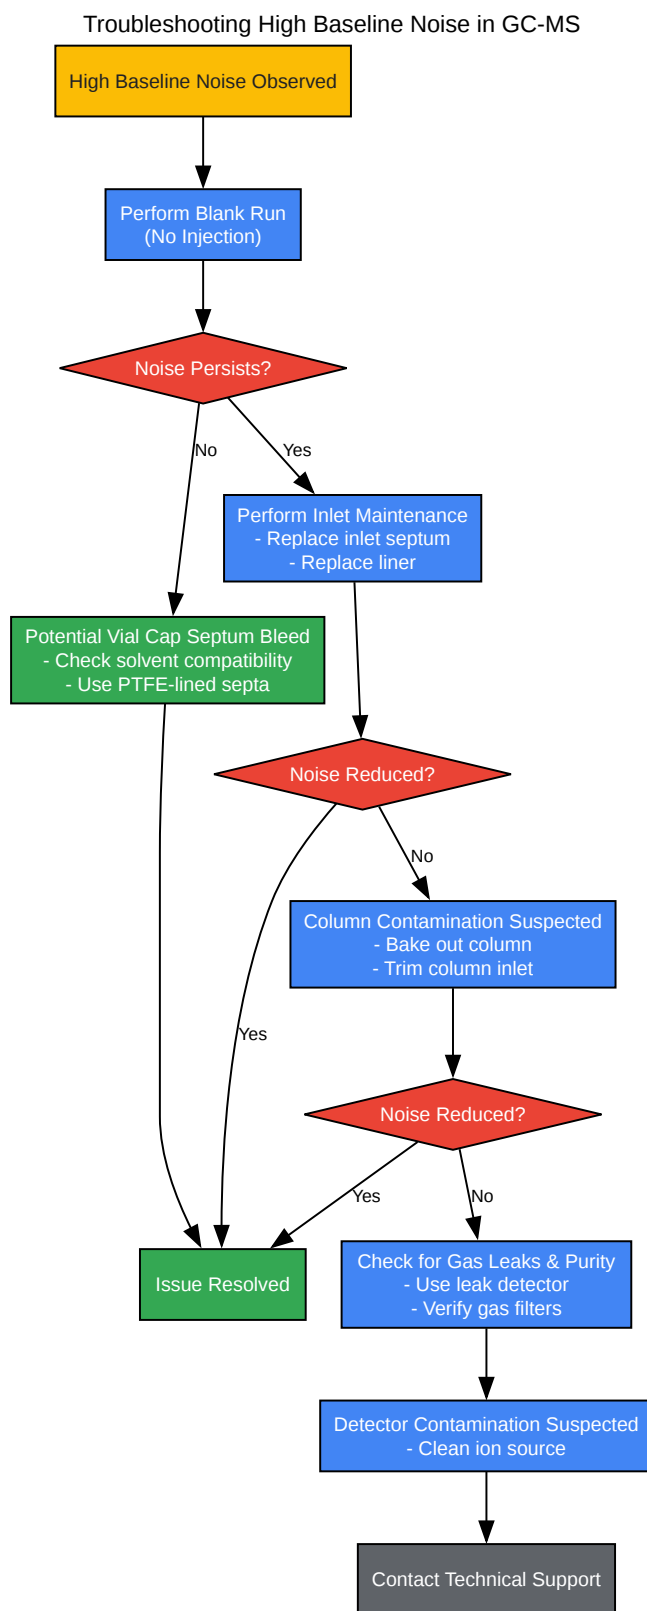 Troubleshooting High Baseline Noise in GC-MS
High Baseline Noise Observed
Perform Blank Run
(No Injection)
Noise Persists?
No
Yes
Perform Inlet Maintenance
- Replace inlet septum
- Replace liner
Potential Vial Cap Septum Bleed
- Check solvent compatibility
- Use PTFE-lined septa
Noise Reduced?
No
Column Contamination Suspected
- Bake out column
- Trim column inlet
Yes
Noise Reduced?
Yes
No
Issue Resolved
Check for Gas Leaks & Purity
- Use leak detector
- Verify gas filters
Detector Contamination Suspected
- Clean ion source
Contact Technical Support